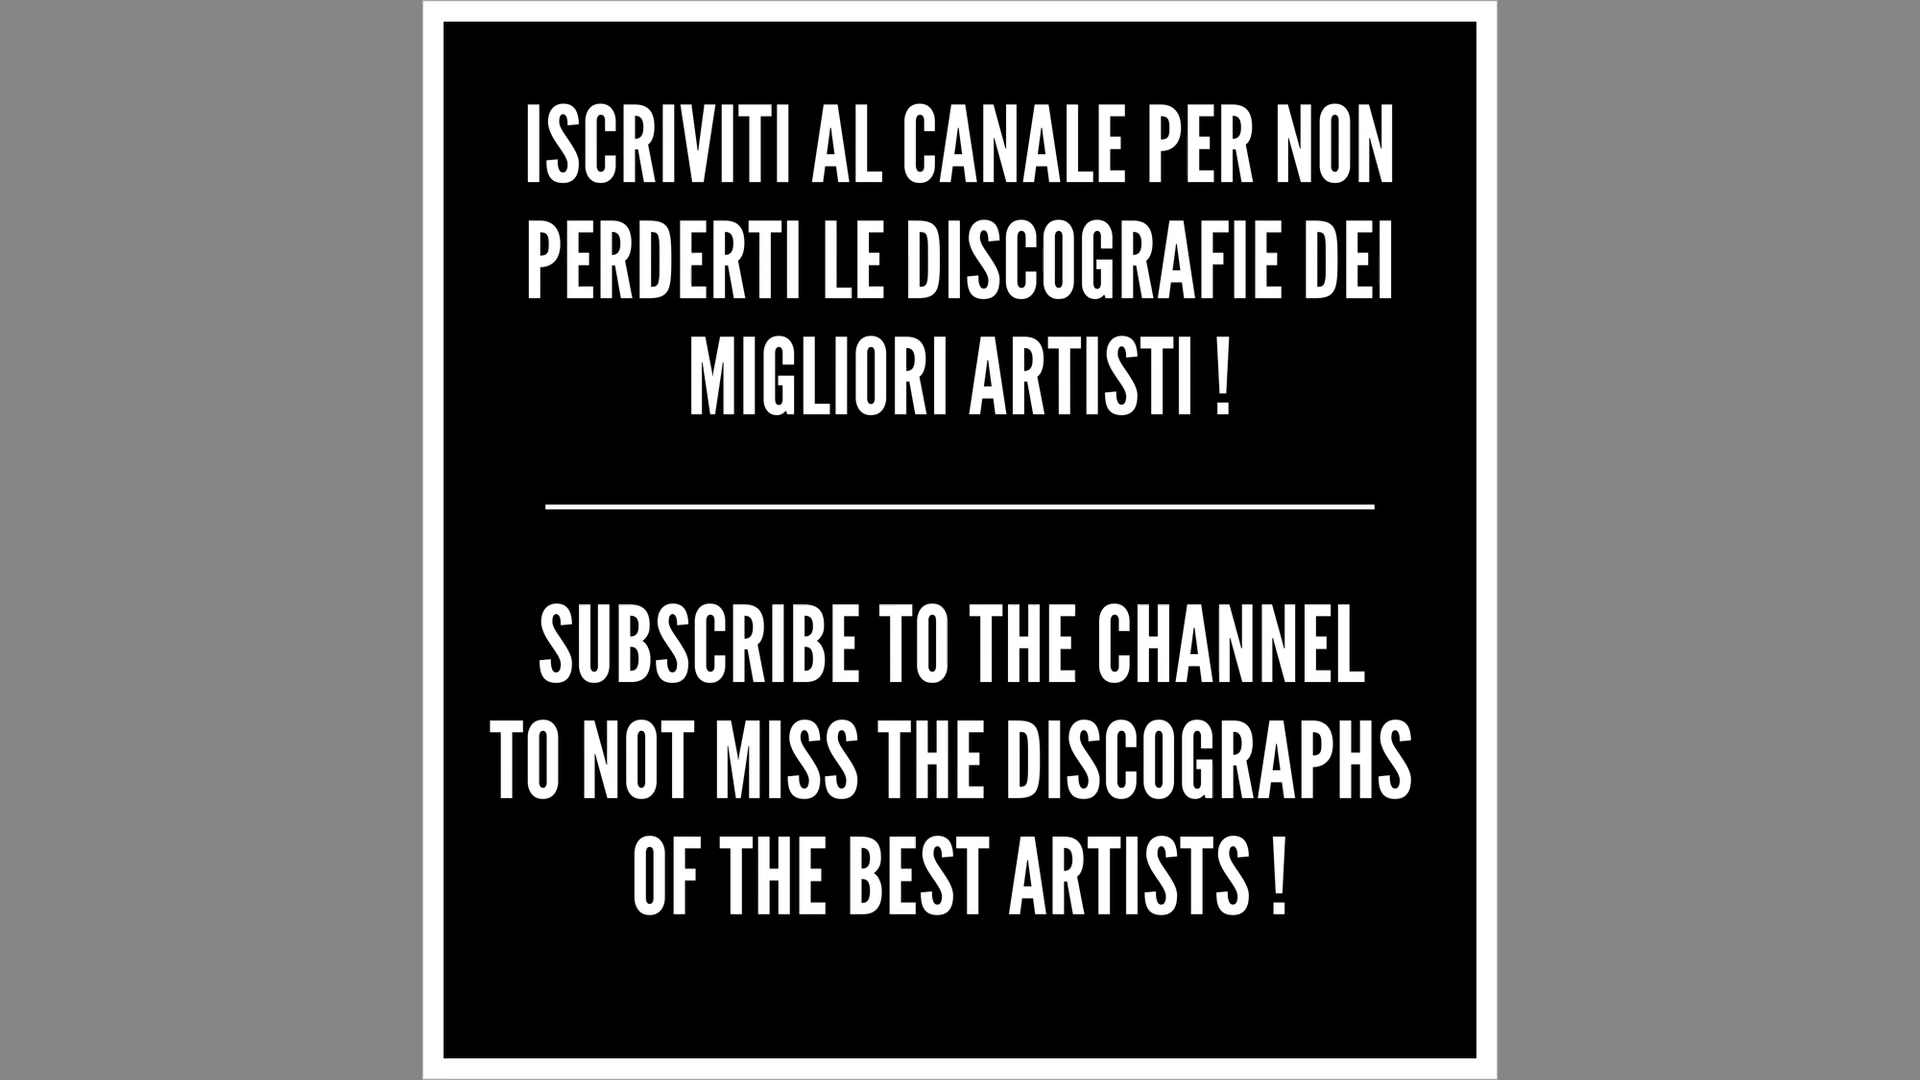 ISCRIVITI AL CANALE PER NON
PERDERTI LE DISCOGRAFIE DEI
MIGLIORI ARTISTI !
SUBSCRIBE TO THE CHANNEL
TO NOT MISS THE DISCOGRAPHS
OF THE BEST ARTISTS !